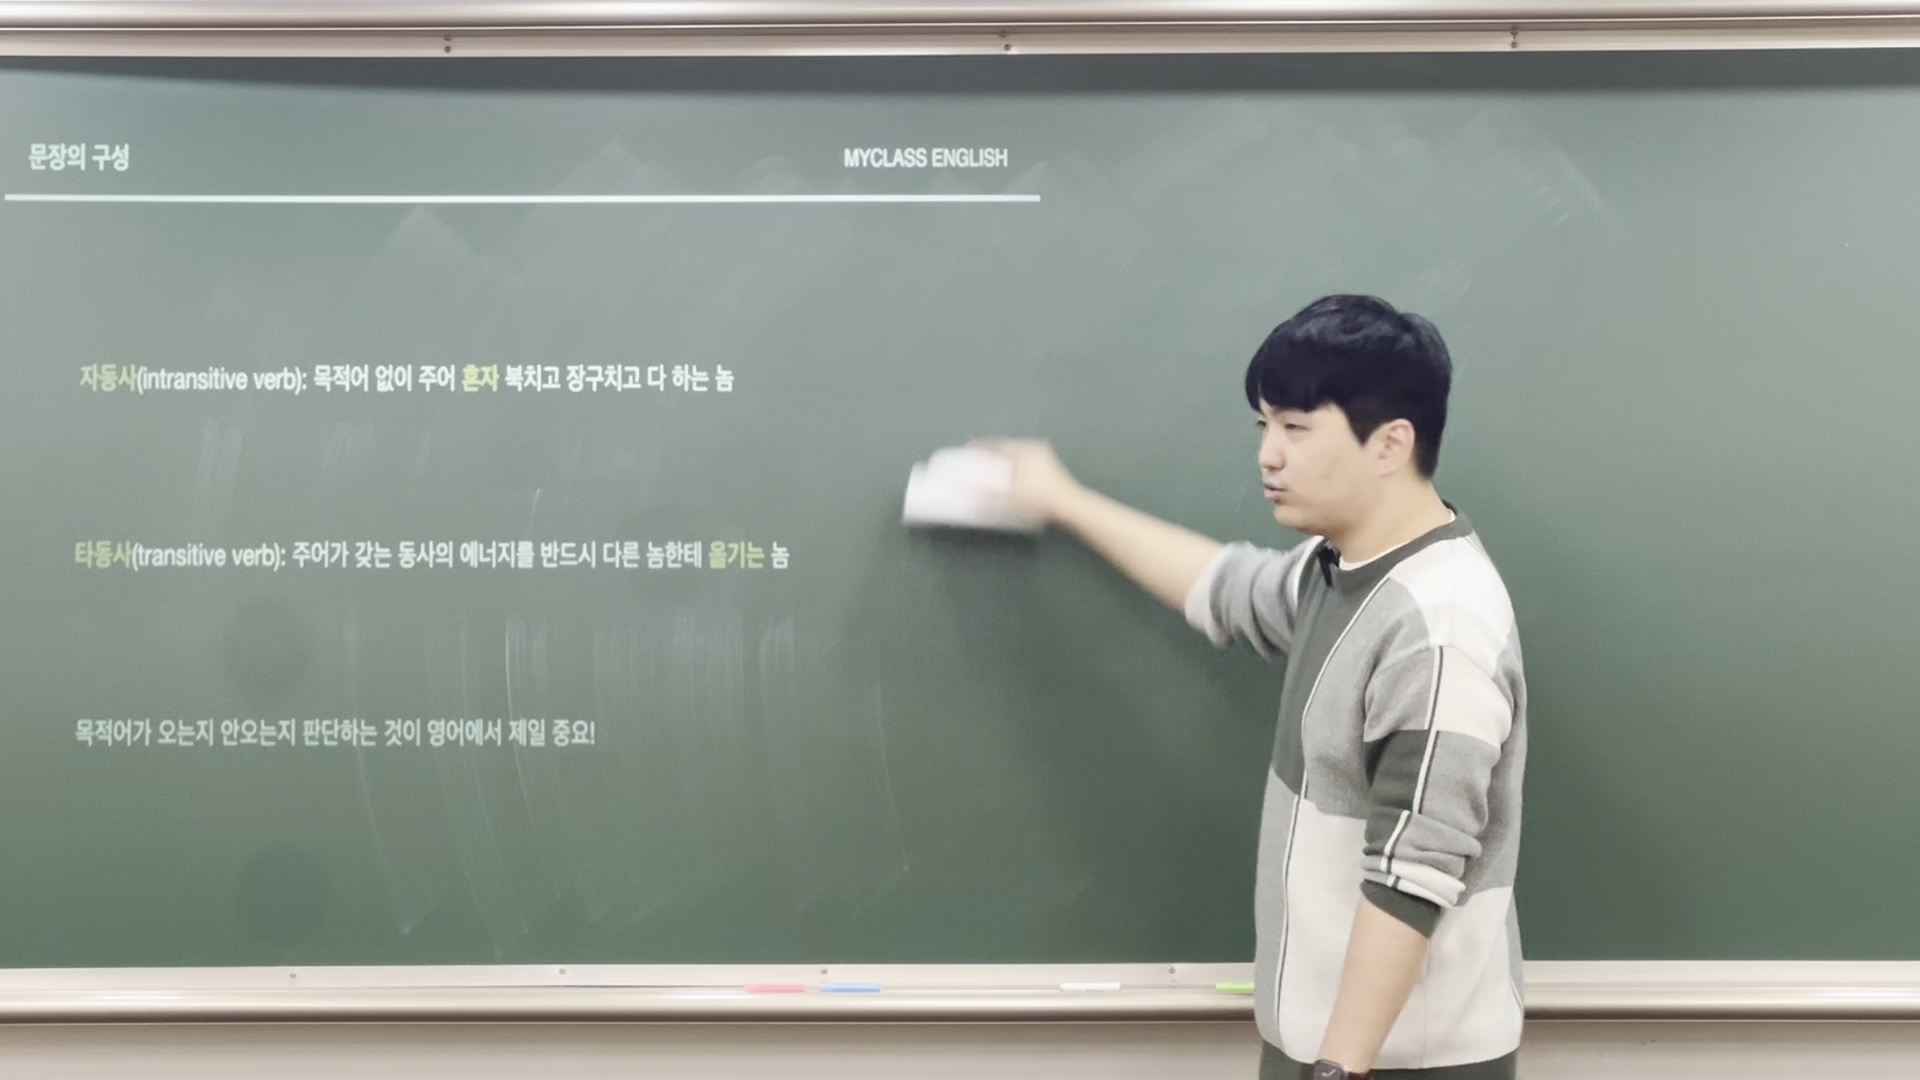 문장의 구성
MYCLASS ENGLISH
자동사(intransitive verb): 목적어 없이 주어 혼자 북치고 장구치고 다 하는 놈
타동사(transitive verb): 주어가 갖는 동사의 에너지를 반드시 다른 놈한테 옮기는 놈
목적어가 오는지 안오는지 판단하는 것이 영어에서 제일 중요!